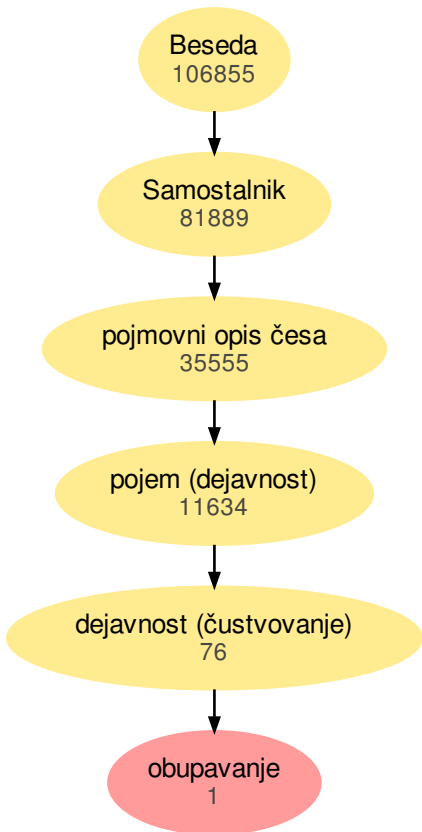 Beseda
106855
Samostalnik
81889
pojmovni opis česa
35555
pojem (dejavnost)
11634
dejavnost (čustvovanje)
76
obupavanje
1